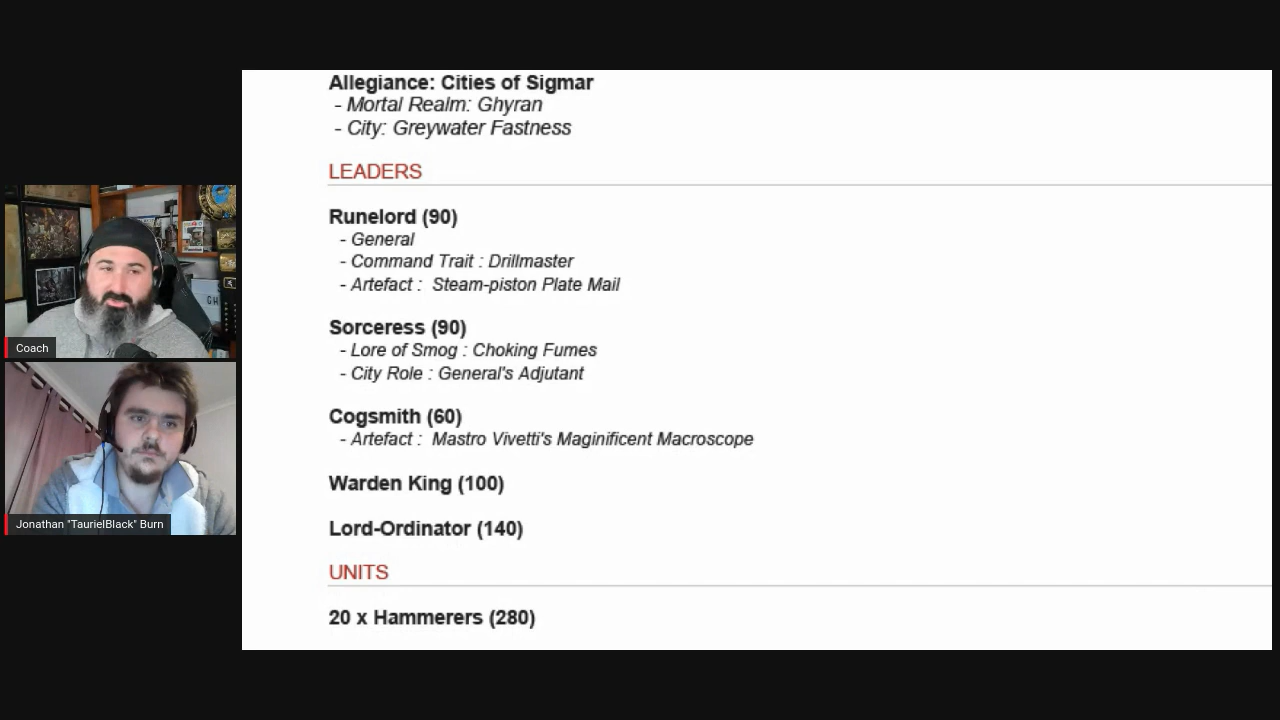 Allegiance: Cities of Sigmar
- Mortal Realm: Ghyran
- City: Greywater Fastness
LEADERS
Runelord (90)
- General
- Command Trait : Drillmaster
- Artefact : Steam-piston Plate Mail
Sorceress (90)
- Lore of Smog : Choking Fumes
- City Role : General's Adjutant
Cogsmith (60)
- Artefact : Mastro Vivetti's Maginificent Macroscope
Warden King (100)
Lord-Ordinator (140)
UNITS
20 x Hammerers (280)
Coach
Jonathan "TaurielBlack" Burn